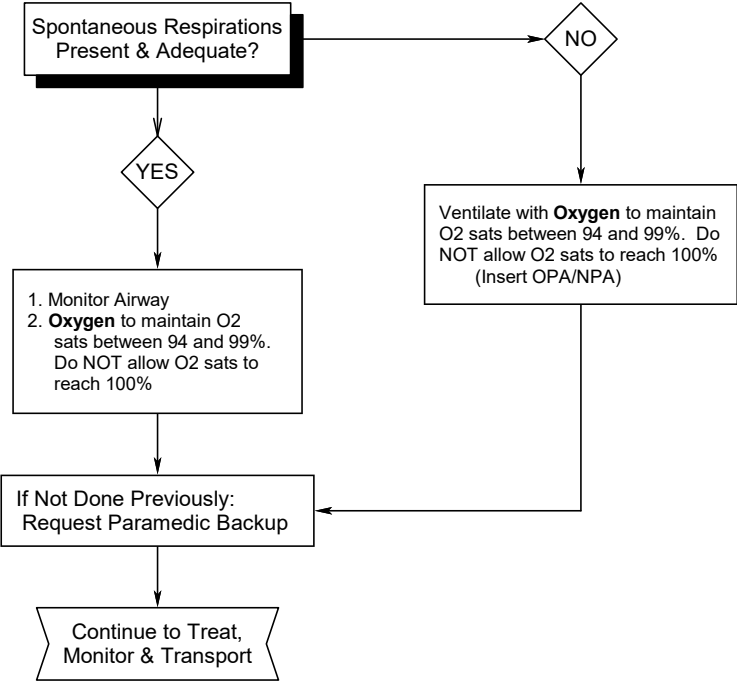 Spontaneous Respirations
Present & Adequate?
NO
YES
Ventilate with Oxygen to maintain
O2 sats between 94 and 99%. Do
NOT allow O2 sats to reach 100%
(Insert OPA/NPA)
1. Monitor Airway
2. Oxygen to maintain O2
sats between 94 and 99%.
Do NOT allow O2 sats to
reach 100%
If Not Done Previously:
Request Paramedic Backup
Continue to Treat,
Monitor & Transport